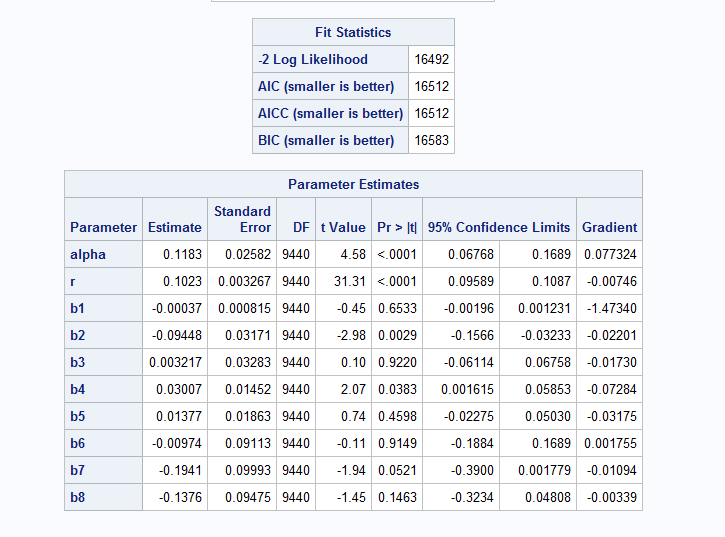 Fit Statistics
-2 Log Likelihood 16492
AIC (smaller is better) 16512
AICC (smaller is better) 16512
BIC (smaller is better) 16583
Parameter Estimates
Parameter Estimate Standard Error DF t Value Pr > |t| 95% Confidence Limits Gradient
alpha 0.1183 0.02582 9440 4.58 <.0001 0.06768 0.1689 0.077324
r 0.1023 0.003267 9440 31.31 <.0001 0.09589 0.1087 -0.00746
b1 -0.00037 0.000815 9440 -0.45 0.6533 -0.00196 0.001231 -1.47340
b2 -0.09448 0.03171 9440 -2.98 0.0029 -0.1566 -0.03233 -0.02201
b3 0.003217 0.03283 9440 0.10 0.9220 -0.06114 0.06758 -0.01730
b4 0.03007 0.01452 9440 2.07 0.0383 0.001615 0.05853 -0.07284
b5 0.01377 0.01863 9440 0.74 0.4598 -0.02275 0.05030 -0.03175
b6 -0.00974 0.09113 9440 -0.11 0.9149 -0.1884 0.1689 0.001755
b7 -0.1941 0.09993 9440 -1.94 0.0521 -0.3900 0.001779 -0.01094
b8 -0.1376 0.09475 9440 -1.45 0.1463 -0.3234 0.04808 -0.00339